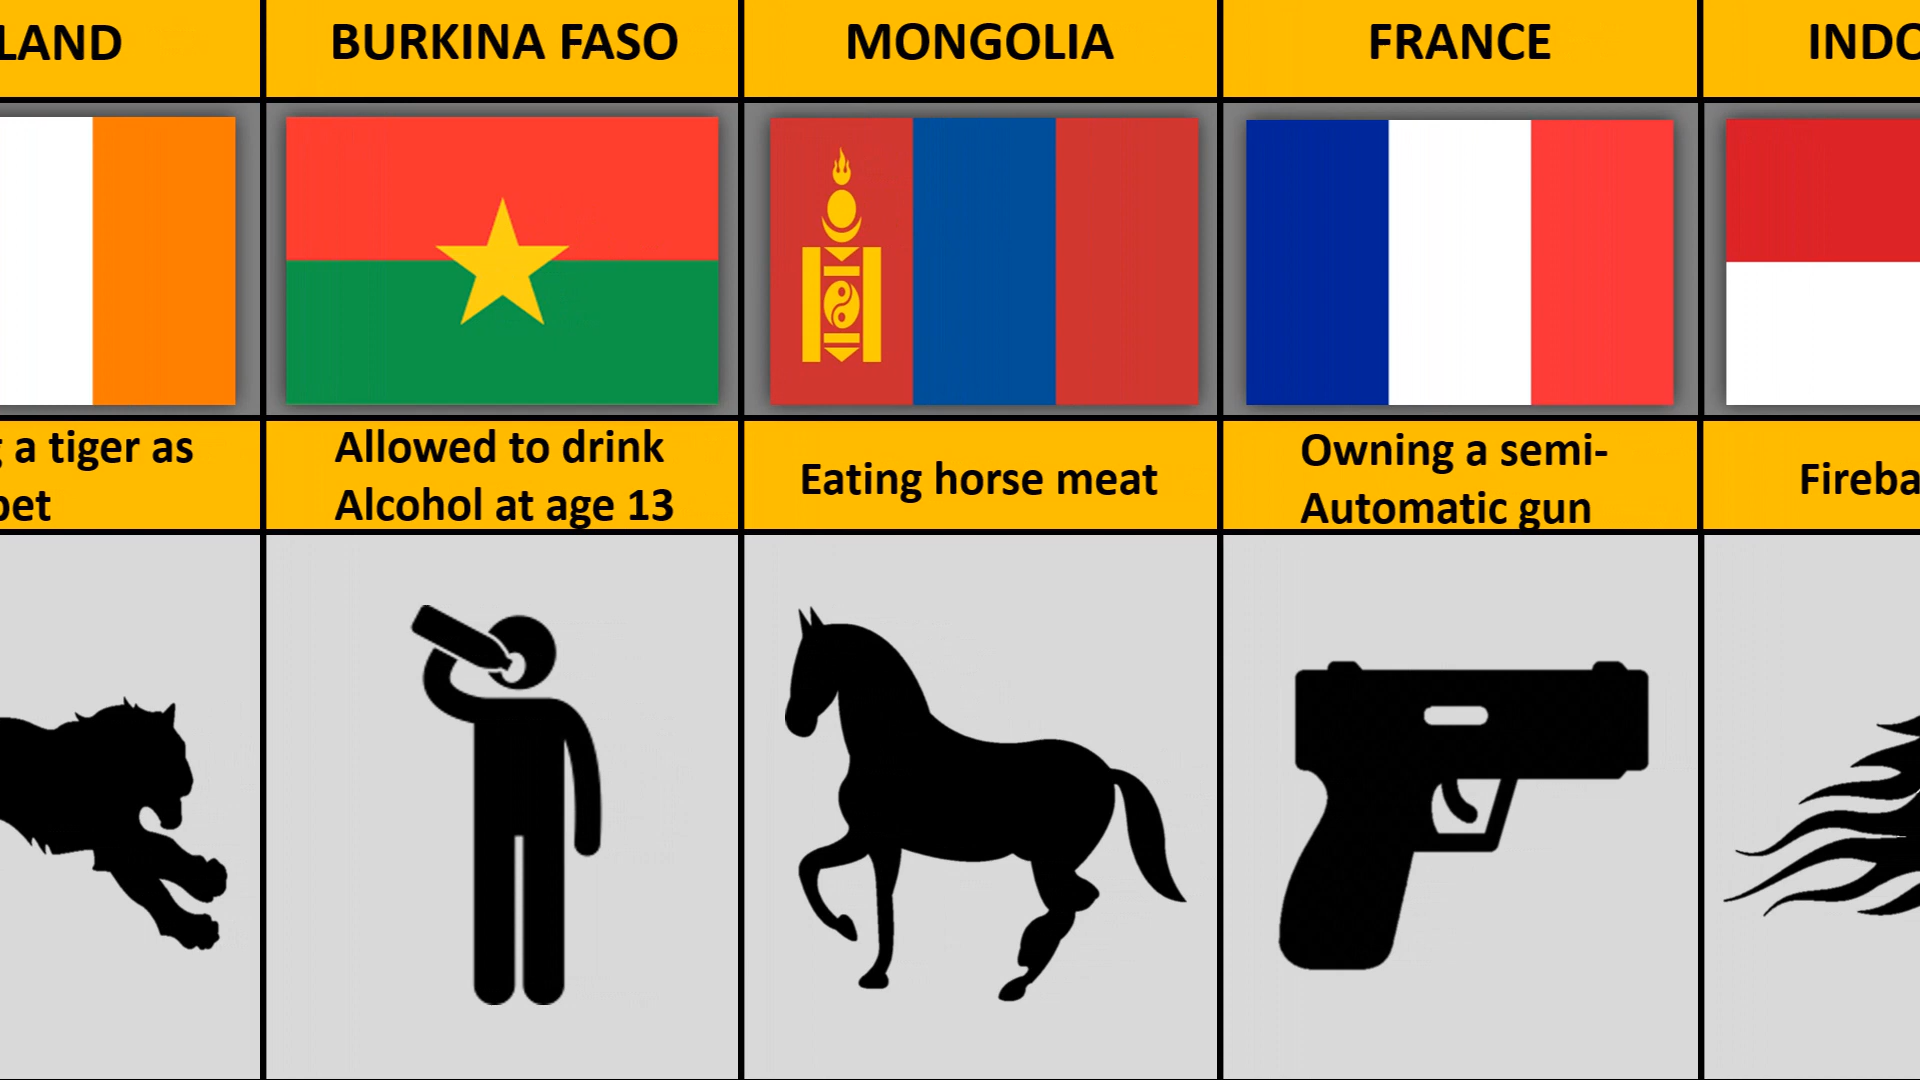 LAND
BURKINA FASO
MONGOLIA
FRANCE
INDO
a tiger as
pet
Allowed to drink
Alcohol at age 13
Eating horse meat
Owning a semi-
Automatic gun
Fireba